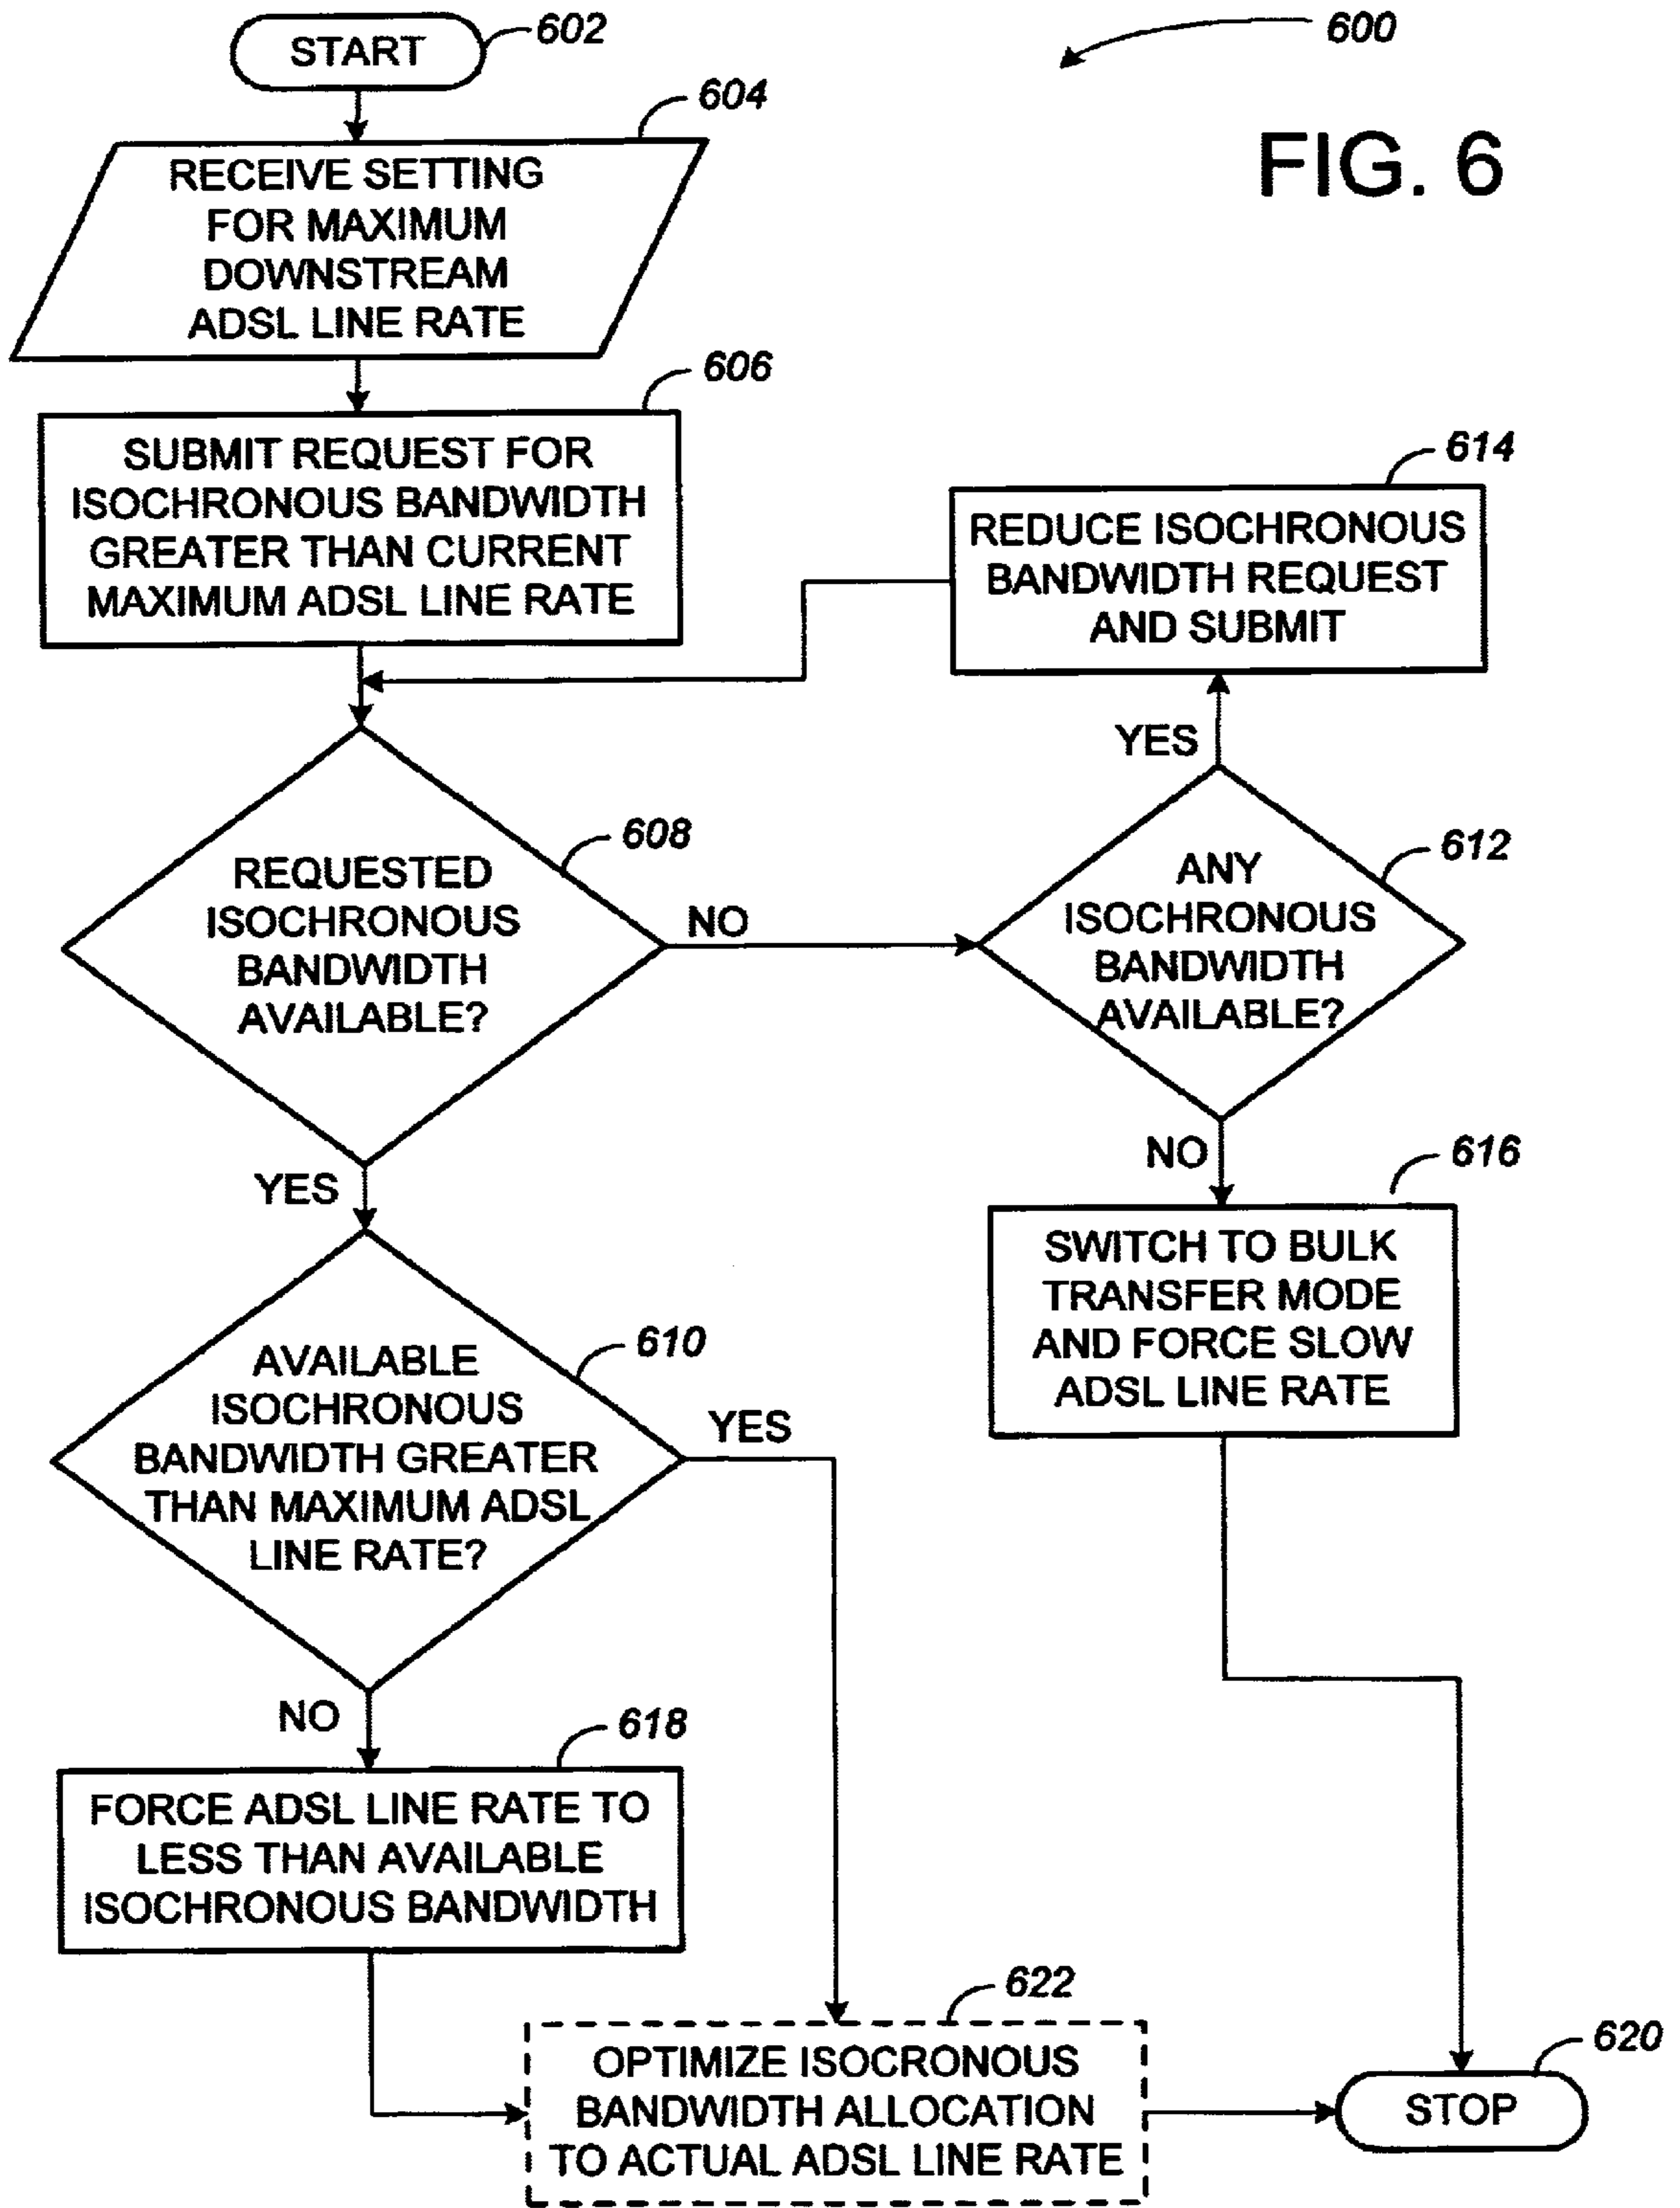 START
602
600
FIG. 6
604
RECEIVE SETTING
FOR MAXIMUM
DOWNSTREAM
ADSL LINE RATE
606
SUBMIT REQUEST FOR
ISOCHRONOUS BANDWIDTH
GREATER THAN CURRENT
MAXIMUM ADSL LINE RATE
614
REDUCE ISOCHRONOUS
BANDWIDTH REQUEST
AND SUBMIT
YES
608
REQUESTED
ISOCHRONOUS
BANDWIDTH
AVAILABLE?
NO
612
ANY
ISOCHRONOUS
BANDWIDTH
AVAILABLE?
YES
NO
616
SWITCH TO BULK
TRANSFER MODE
AND FORCE SLOW
ADSL LINE RATE
610
AVAILABLE
ISOCHRONOUS
BANDWIDTH GREATER
THAN MAXIMUM ADSL
LINE RATE?
YES
NO
618
FORCE ADSL LINE RATE TO
LESS THAN AVAILABLE
ISOCHRONOUS BANDWIDTH
622
OPTIMIZE ISOCRONOUS
BANDWIDTH ALLOCATION
TO ACTUAL ADSL LINE RATE
620
STOP